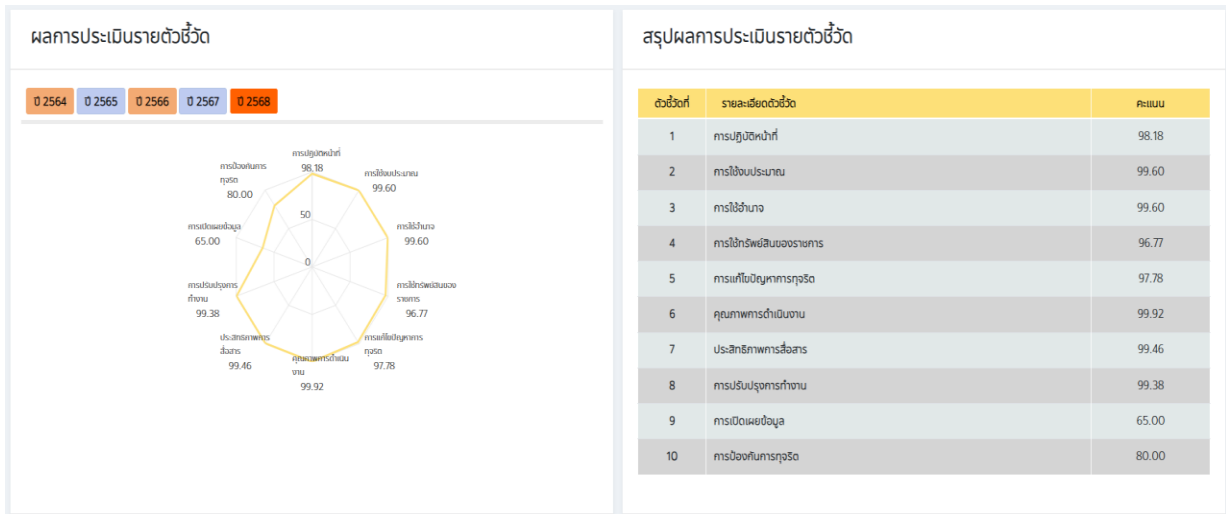 ผลการประเมินรายตัวชี้วัด
ปี 2564 ปี 2565 ปี 2566 ปี 2567 ปี 2568
การปฏิบัติหน้าที่
98.18
การใช้งบประมาณ
99.60
การใช้อำนาจ
99.60
การใช้ทรัพย์สินของ
ราชการ
96.77
การแก้ไขปัญหาการ
ทุจริต
97.78
คุณภาพการดำเนิน
งาน
99.92
ประสิทธิภาพการ
สื่อสาร
99.46
การปรับปรุงการ
ทำงาน
99.38
การเปิดเผยข้อมูล
65.00
การป้องกันการ
ทุจริต
80.00
50
0
สรุปผลการประเมินรายตัวชี้วัด
ตัวชี้วัดที่ รายละเอียดตัวชี้วัด คะแนน
1 การปฏิบัติหน้าที่ 98.18
2 การใช้งบประมาณ 99.60
3 การใช้อำนาจ 99.60
4 การใช้ทรัพย์สินของราชการ 96.77
5 การแก้ไขปัญหาการทุจริต 97.78
6 คุณภาพการดำเนินงาน 99.92
7 ประสิทธิภาพการสื่อสาร 99.46
8 การปรับปรุงการทำงาน 99.38
9 การเปิดเผยข้อมูล 65.00
10 การป้องกันการทุจริต 80.00